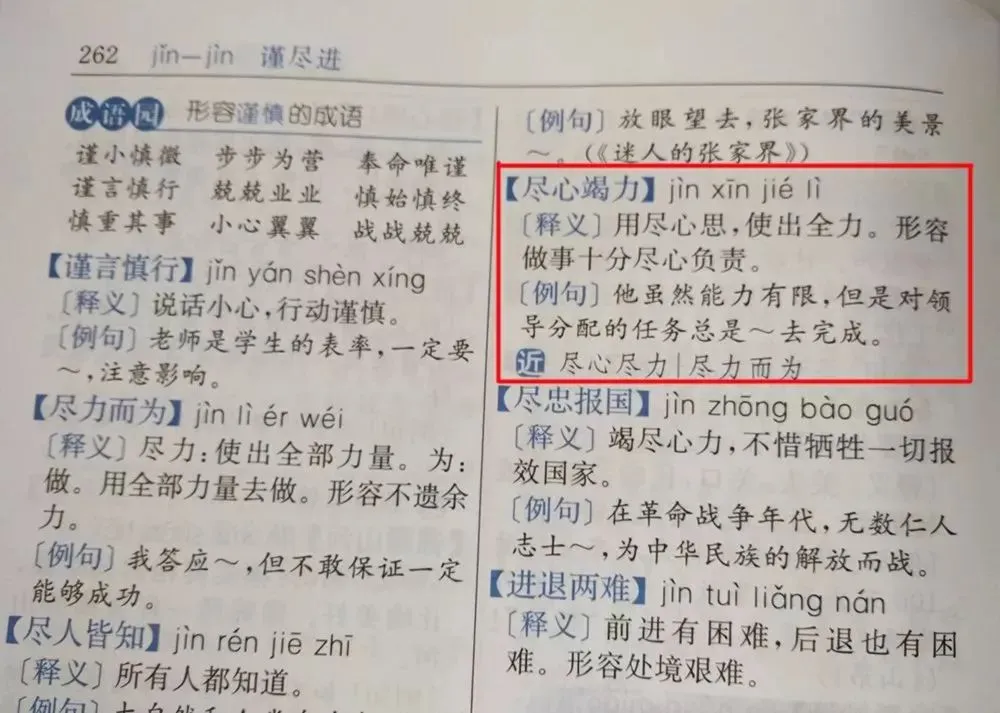 262 jǐn—jìn 谨尽进
成语园 形容谨慎的成语
谨小慎微 步步为营 奉命唯谨
谨言慎行 兢兢业业 慎始慎终
慎重其事 小心翼翼 战战兢兢
【谨言慎行】jǐn yán shèn xíng
〔释义〕说话小心,行动谨慎。
〔例句〕老师是学生的表率,一定要
～,注意影响。
【尽力而为】jìn lì ér wéi
〔释义〕尽力:使出全部力量。为:
做。用全部力量去做。形容不遗余
力。
〔例句〕我答应～,但不敢保证一定
能够成功。
【尽人皆知】jìn rén jiē zhī
〔释义〕所有人都知道。
〔例句〕
〔例句〕放眼望去,张家界的美景
～。(《迷人的张家界》)
【尽心竭力】jìn xīn jié lì
〔释义〕用尽心思,使出全力。形容
做事十分尽心负责。
〔例句〕他虽然能力有限,但是对领
导分配的任务总是～去完成。
近 尽心尽力|尽力而为
【尽忠报国】jìn zhōng bào guó
〔释义〕竭尽心力,不惜牺牲一切报
效国家。
〔例句〕在革命战争年代,无数仁人
志士～,为中华民族的解放而战。
【进退两难】jìn tuì liǎng nán
〔释义〕前进有困难,后退也有困
难。形容处境艰难。